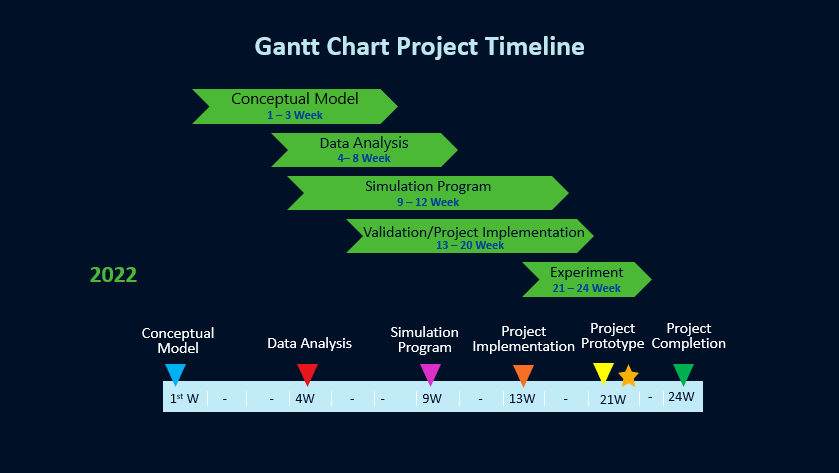 Gantt Chart Project Timeline
Conceptual Model
1 – 3 Week
Data Analysis
4– 8 Week
Simulation Program
9 – 12 Week
Validation/Project Implementation
13 – 20 Week
Experiment
21 – 24 Week
2022
Conceptual
Model
Data Analysis
Simulation
Program
Project
Implementation
Project
Prototype
Project
Completion
1st W - - 4W - - 9W - 13W - 21W - 24W